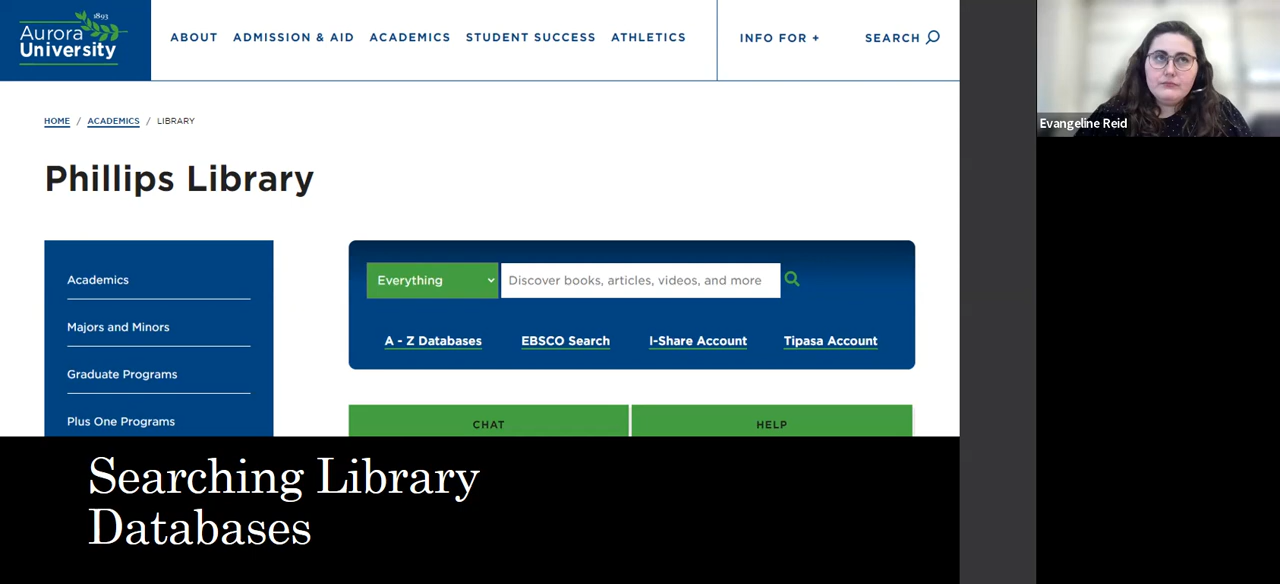 1893
Aurora
University
ABOUT ADMISSION & AID ACADEMICS STUDENT SUCCESS ATHLETICS INFO FOR + SEARCH
Evangeline Reid
HOME / ACADEMICS / LIBRARY
Phillips Library
Academics
Majors and Minors
Graduate Programs
Plus One Programs
Everything Discover books, articles, videos, and more
A - Z Databases EBSCO Search I-Share Account Tipasa Account
CHAT HELP
Searching Library
Databases